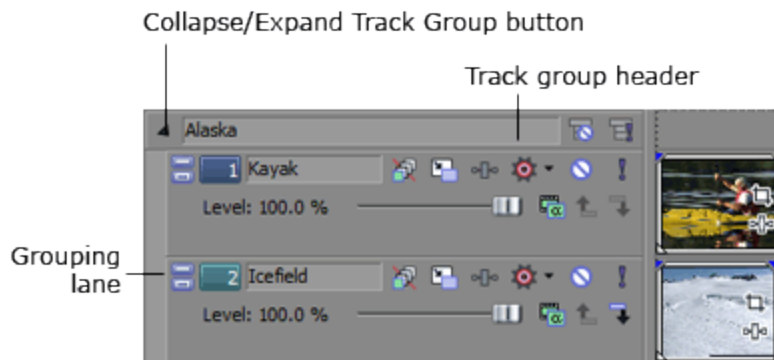 Collapse/Expand Track Group button
Track group header
Alaska
1 Kayak
Level: 100.0 %
Grouping
lane
2 Icefield
Level: 100.0 %